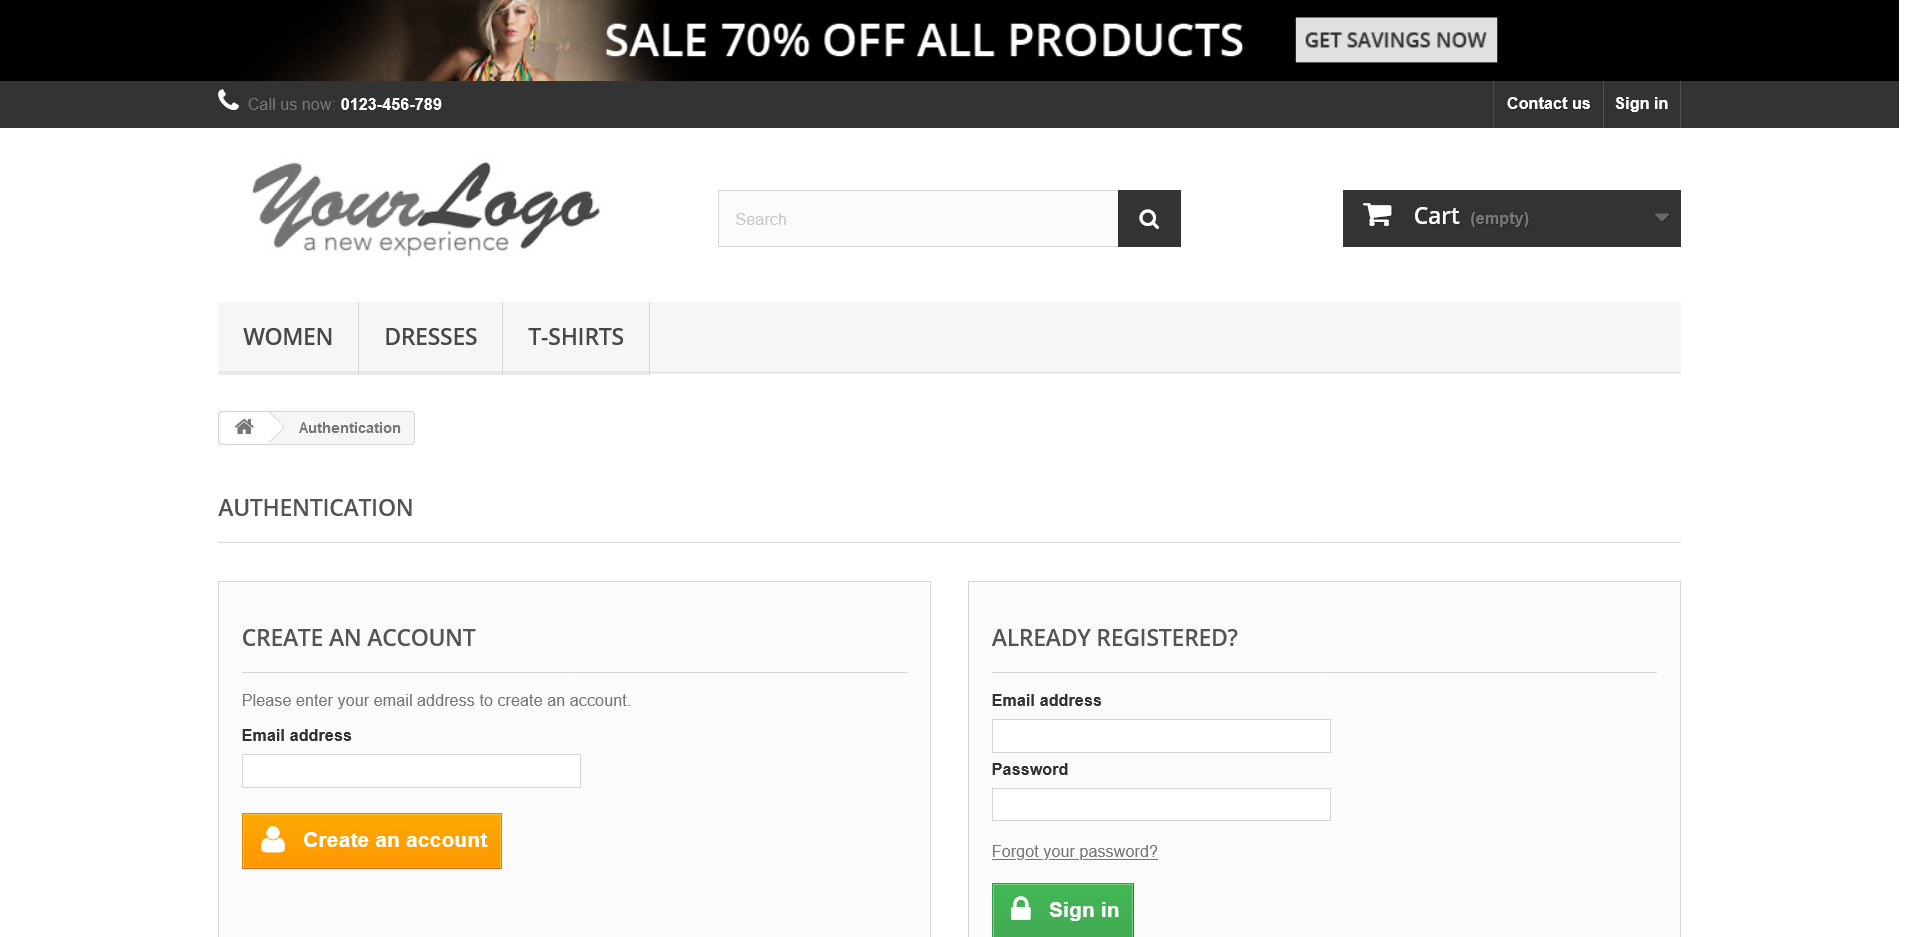 SALE 70% OFF ALL PRODUCTS GET SAVINGS NOW
Call us now: 0123-456-789 Contact us Sign in
Your Logo
a new experience
Search
Cart (empty)
WOMEN DRESSES T-SHIRTS
Authentication
AUTHENTICATION
CREATE AN ACCOUNT
Please enter your email address to create an account.
Email address
Create an account
ALREADY REGISTERED?
Email address
Password
Forgot your password?
Sign in